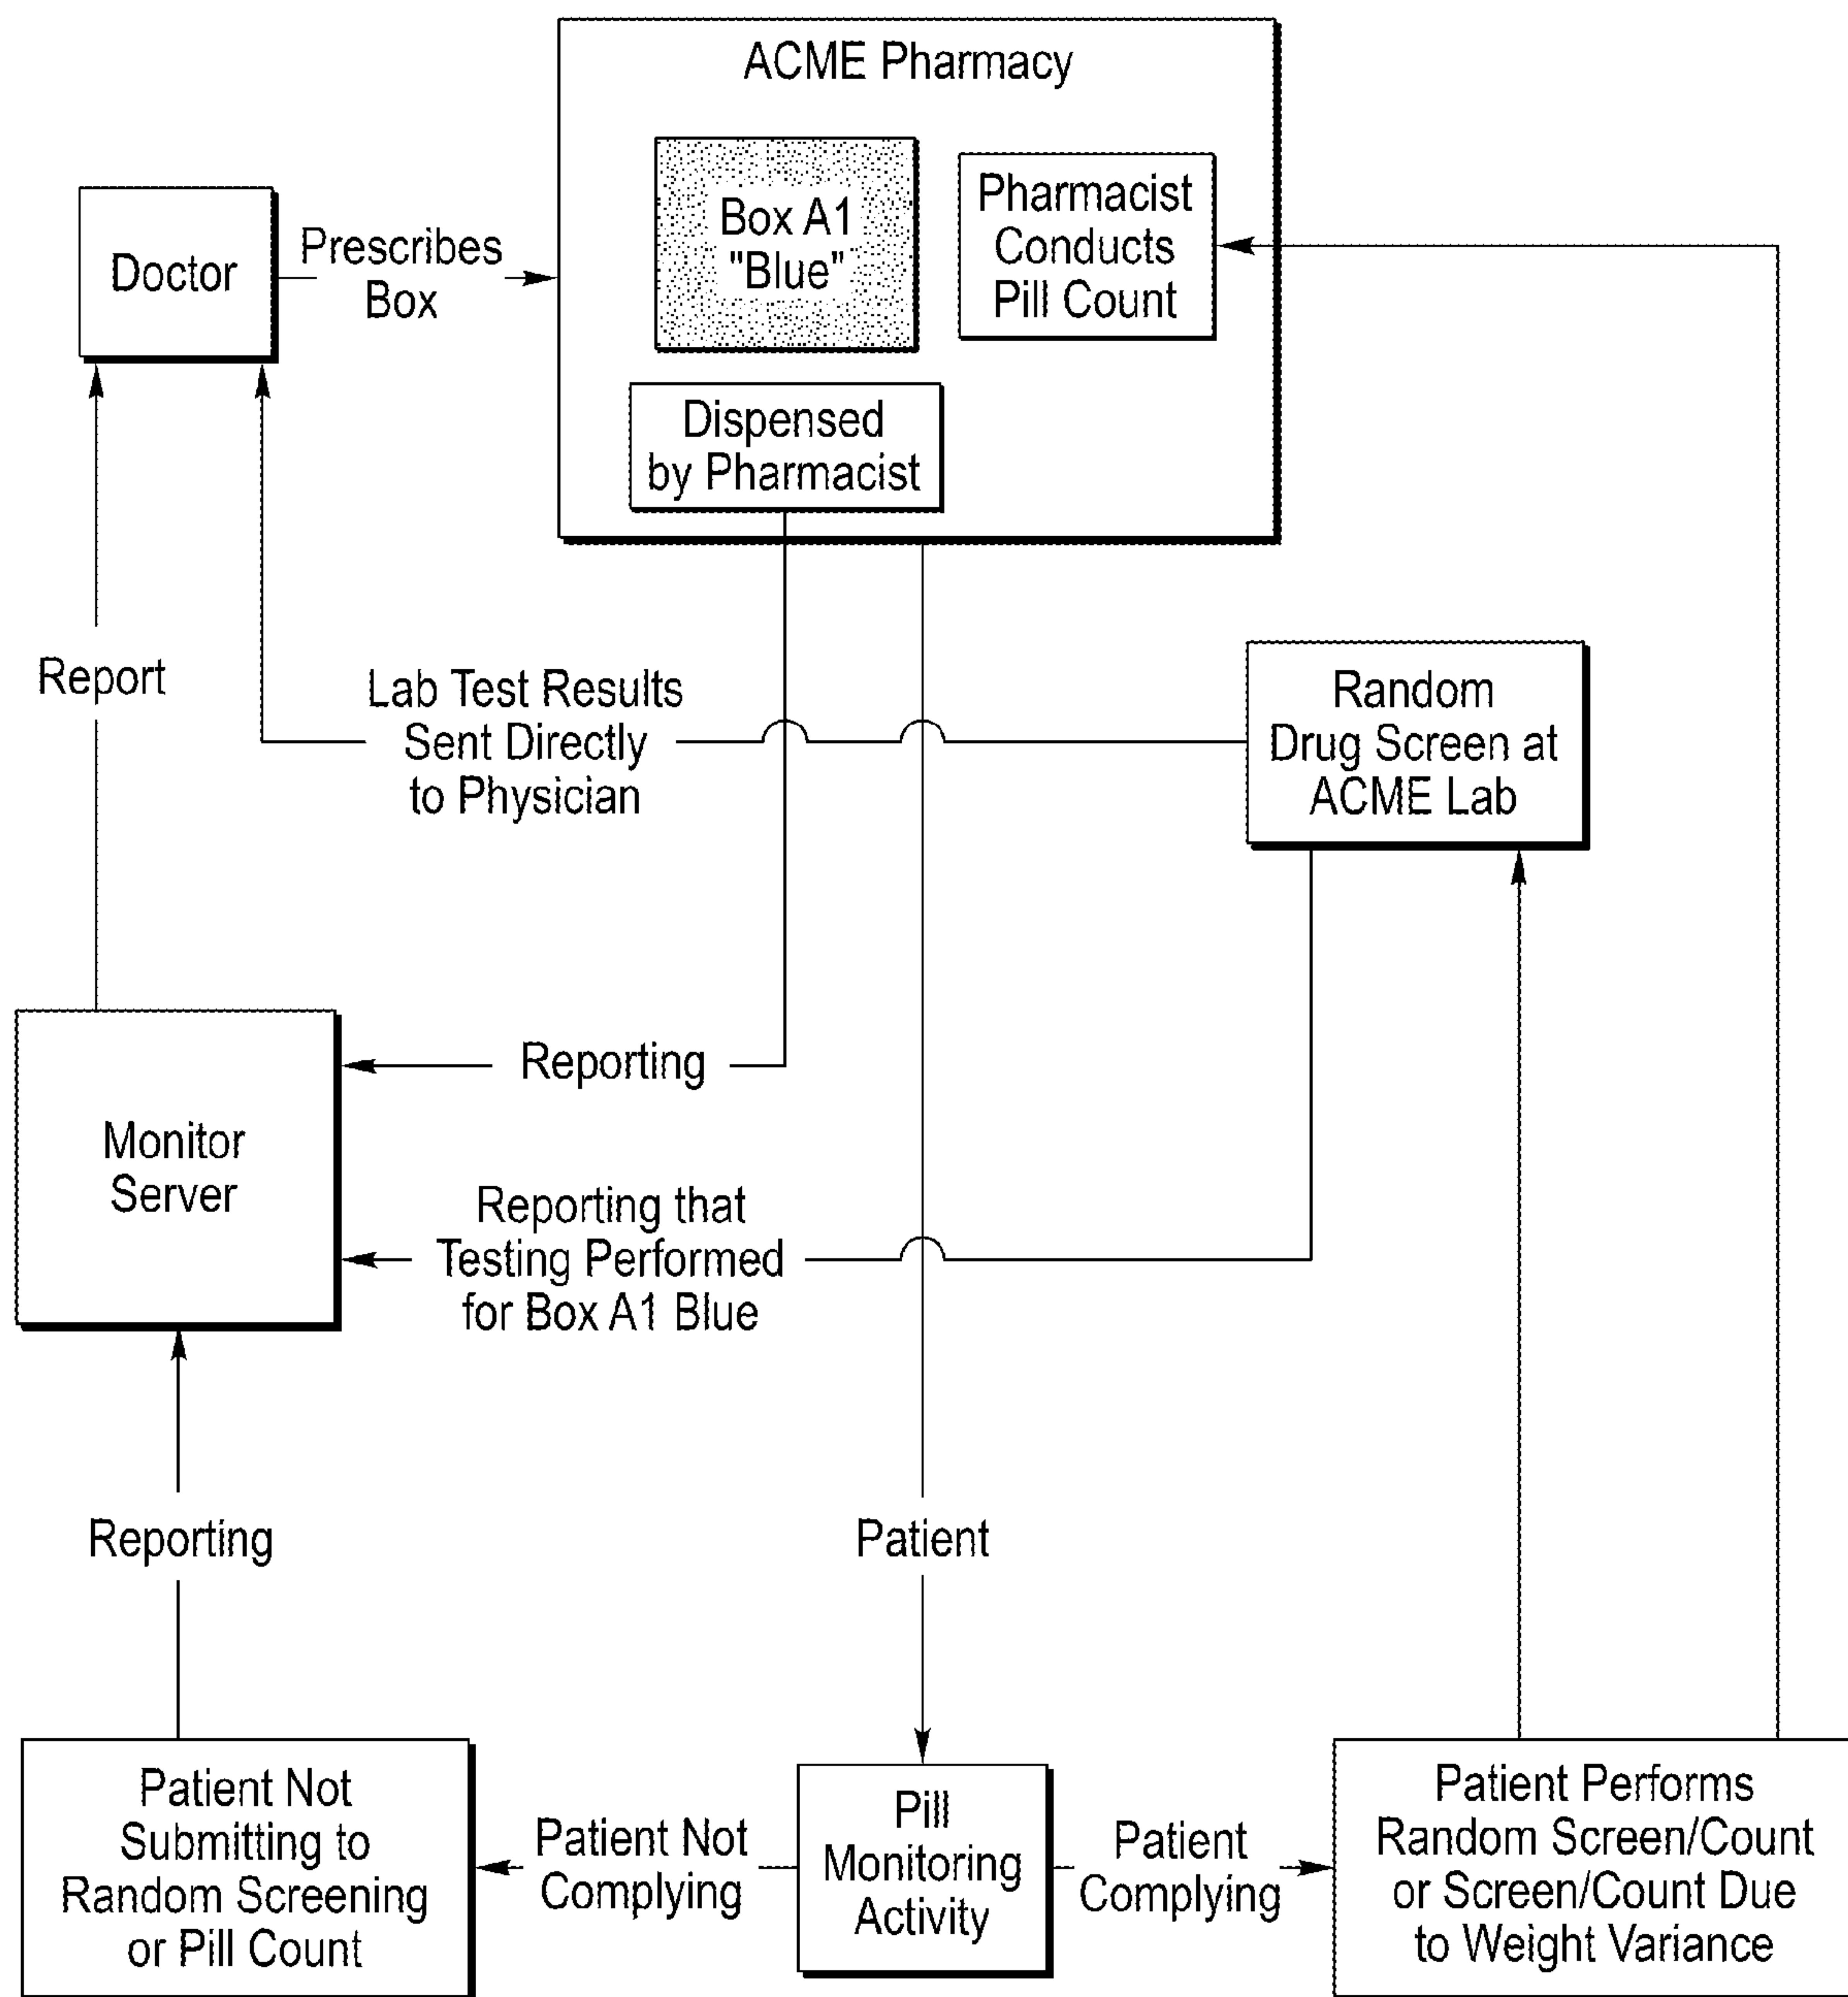 ACME Pharmacy
Box A1
"Blue"
Pharmacist
Conducts
Pill Count
Doctor
Prescribes
Box
Dispensed
by Pharmacist
Report
Lab Test Results
Sent Directly
to Physician
Random
Drug Screen at
ACME Lab
Reporting
Monitor
Server
Reporting that
Testing Performed
for Box A1 Blue
Reporting
Patient
Patient Not
Submitting to
Random Screening
or Pill Count
Patient Not
Complying
Pill
Monitoring
Activity
Patient
Complying
Patient Performs
Random Screen/Count
or Screen/Count Due
to Weight Variance